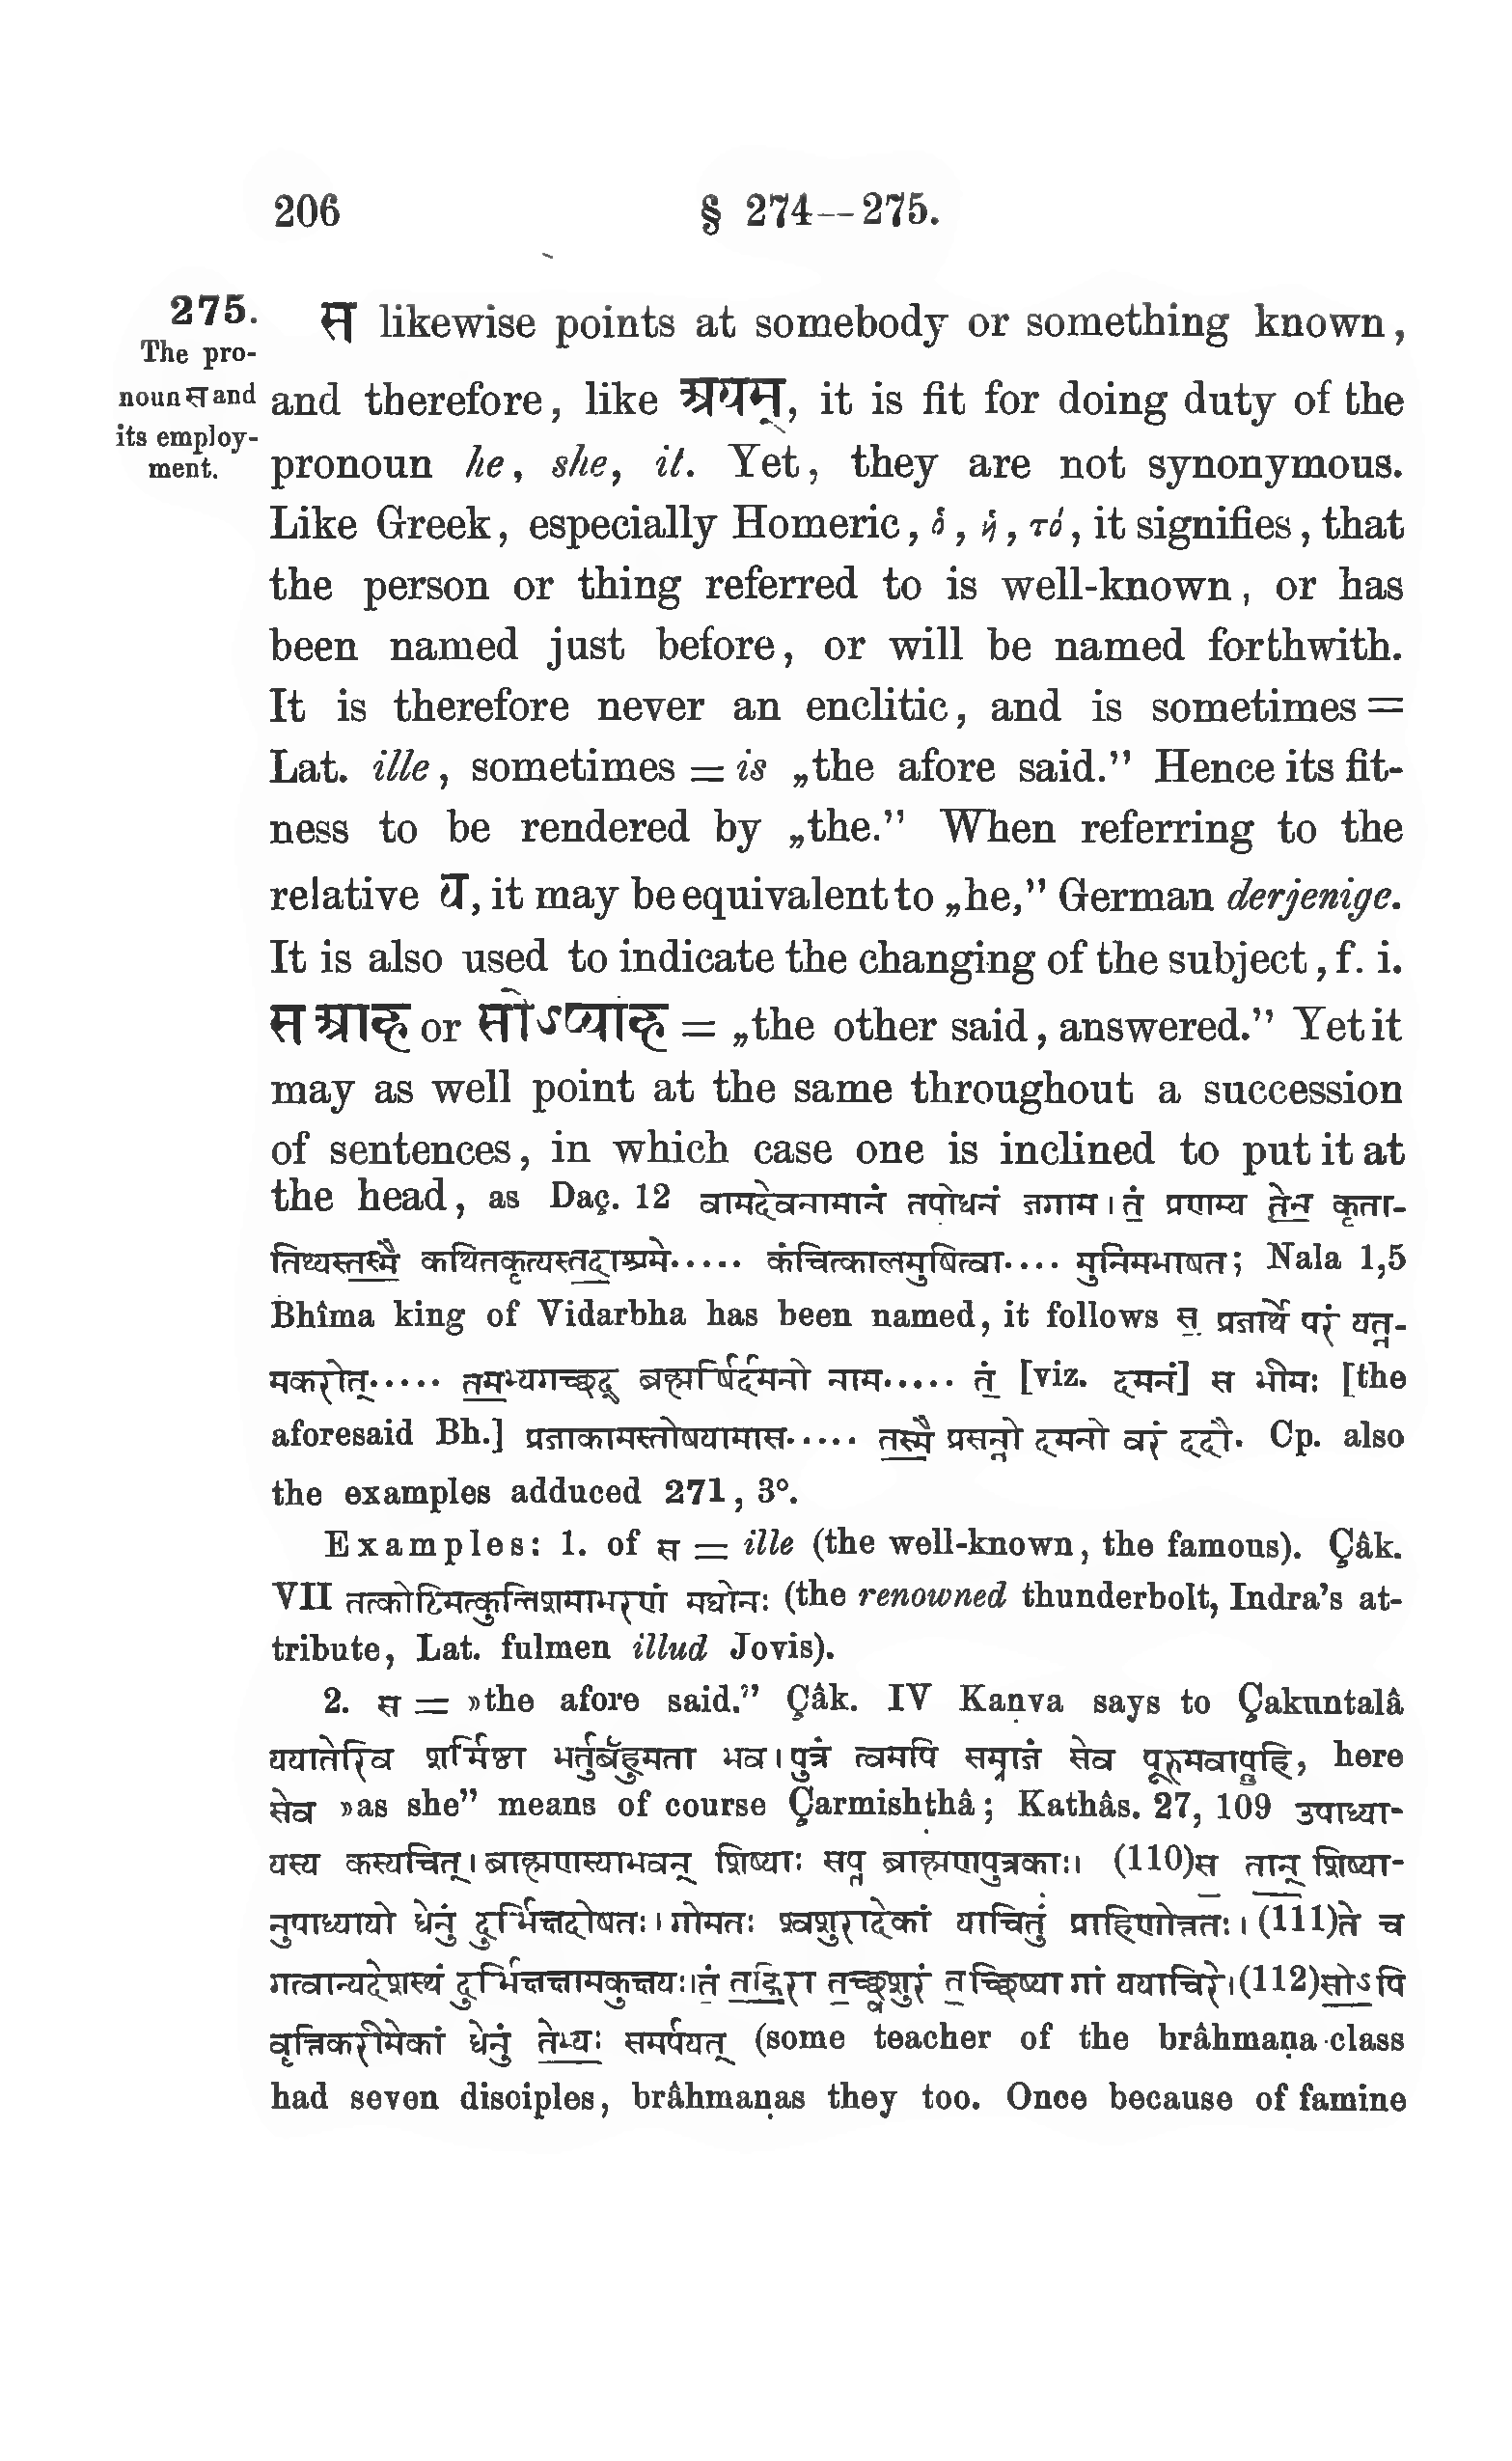 206 § 274—275.
275.
The pro-
noun स and
its employ-
ment.
स likewise points at somebody or something known,
and therefore, like अयम्, it is fit for doing duty of the
pronoun he, she, it. Yet, they are not synonymous.
Like Greek, especially Homeric, ὁ, ἡ, τό, it signifies, that
the person or thing referred to is well-known, or has
been named just before, or will be named forthwith.
It is therefore never an enclitic, and is sometimes =
Lat. ille, sometimes = is „the afore said.” Hence its fit-
ness to be rendered by „the.” When referring to the
relative य, it may be equivalent to „he,” German derjenige.
It is also used to indicate the changing of the subject, f. i.
स आह or सोऽप्याह = „the other said, answered.” Yet it
may as well point at the same throughout a succession
of sentences, in which case one is inclined to put it at
the head, as Daç. 12 वामदेवनामानं तपोधनं जगाम । तं प्रणम्य तेन कृता-
तिथ्यस्तस्मै कथितकृत्यस्तदाश्रमे..... कंचित्कालमुषित्वा.... मुनिमभाषत; Nala 1,5
Bhîma king of Vidarbha has been named, it follows स प्रजार्थे परं यत्न-
मकरोत्..... तमभ्यगच्छद् ब्रह्मर्षिर्दमनो नाम..... तं [viz. दमनं] स भीमः [the
aforesaid Bh.] प्रजाकामस्तोषयामास..... तस्मै प्रसन्नो दमनो वरं ददौ. Cp. also
the examples adduced 271, 3°.
Examples: 1. of स = ille (the well-known, the famous). Çâk.
VII तत्कोटिमत्कुलिशमाभरणं मघोनः (the renowned thunderbolt, Indra’s at-
tribute, Lat. fulmen illud Jovis).
2. स = »the afore said.” Çâk. IV Kaṇva says to Çakuntalâ
ययातेरिव शर्मिष्ठा भर्तुर्बहुमता भव । पुत्रं त्वमपि सम्राजं सेव पूरुमवाप्नुहि, here
सेव »as she” means of course Çarmishṭhâ; Kathâs. 27, 109 उपाध्या-
यस्य कस्यचित् । ब्राह्मणस्याभवन् शिष्याः सप्त ब्राह्मणपुत्रकाः । (110) स तान् शिष्या-
नुपाध्यायो धेनुं दुर्भिक्षदोषतः । गोमतः श्वशुरादेकां याचितुं प्राहिणोत्ततः । (111) ते च
गत्वान्यदेशस्थं दुर्भिक्षक्षामकुक्षयः । तं तद्गिरा तच्छ्वशुरं तच्छिष्या गां ययाचिरे । (112) सोऽपि
वृत्तिकरीमेकां धेनुं तेभ्यः समर्पयत् (some teacher of the brâhmaṇa-class
had seven disciples, brâhmaṇas they too. Once because of famine